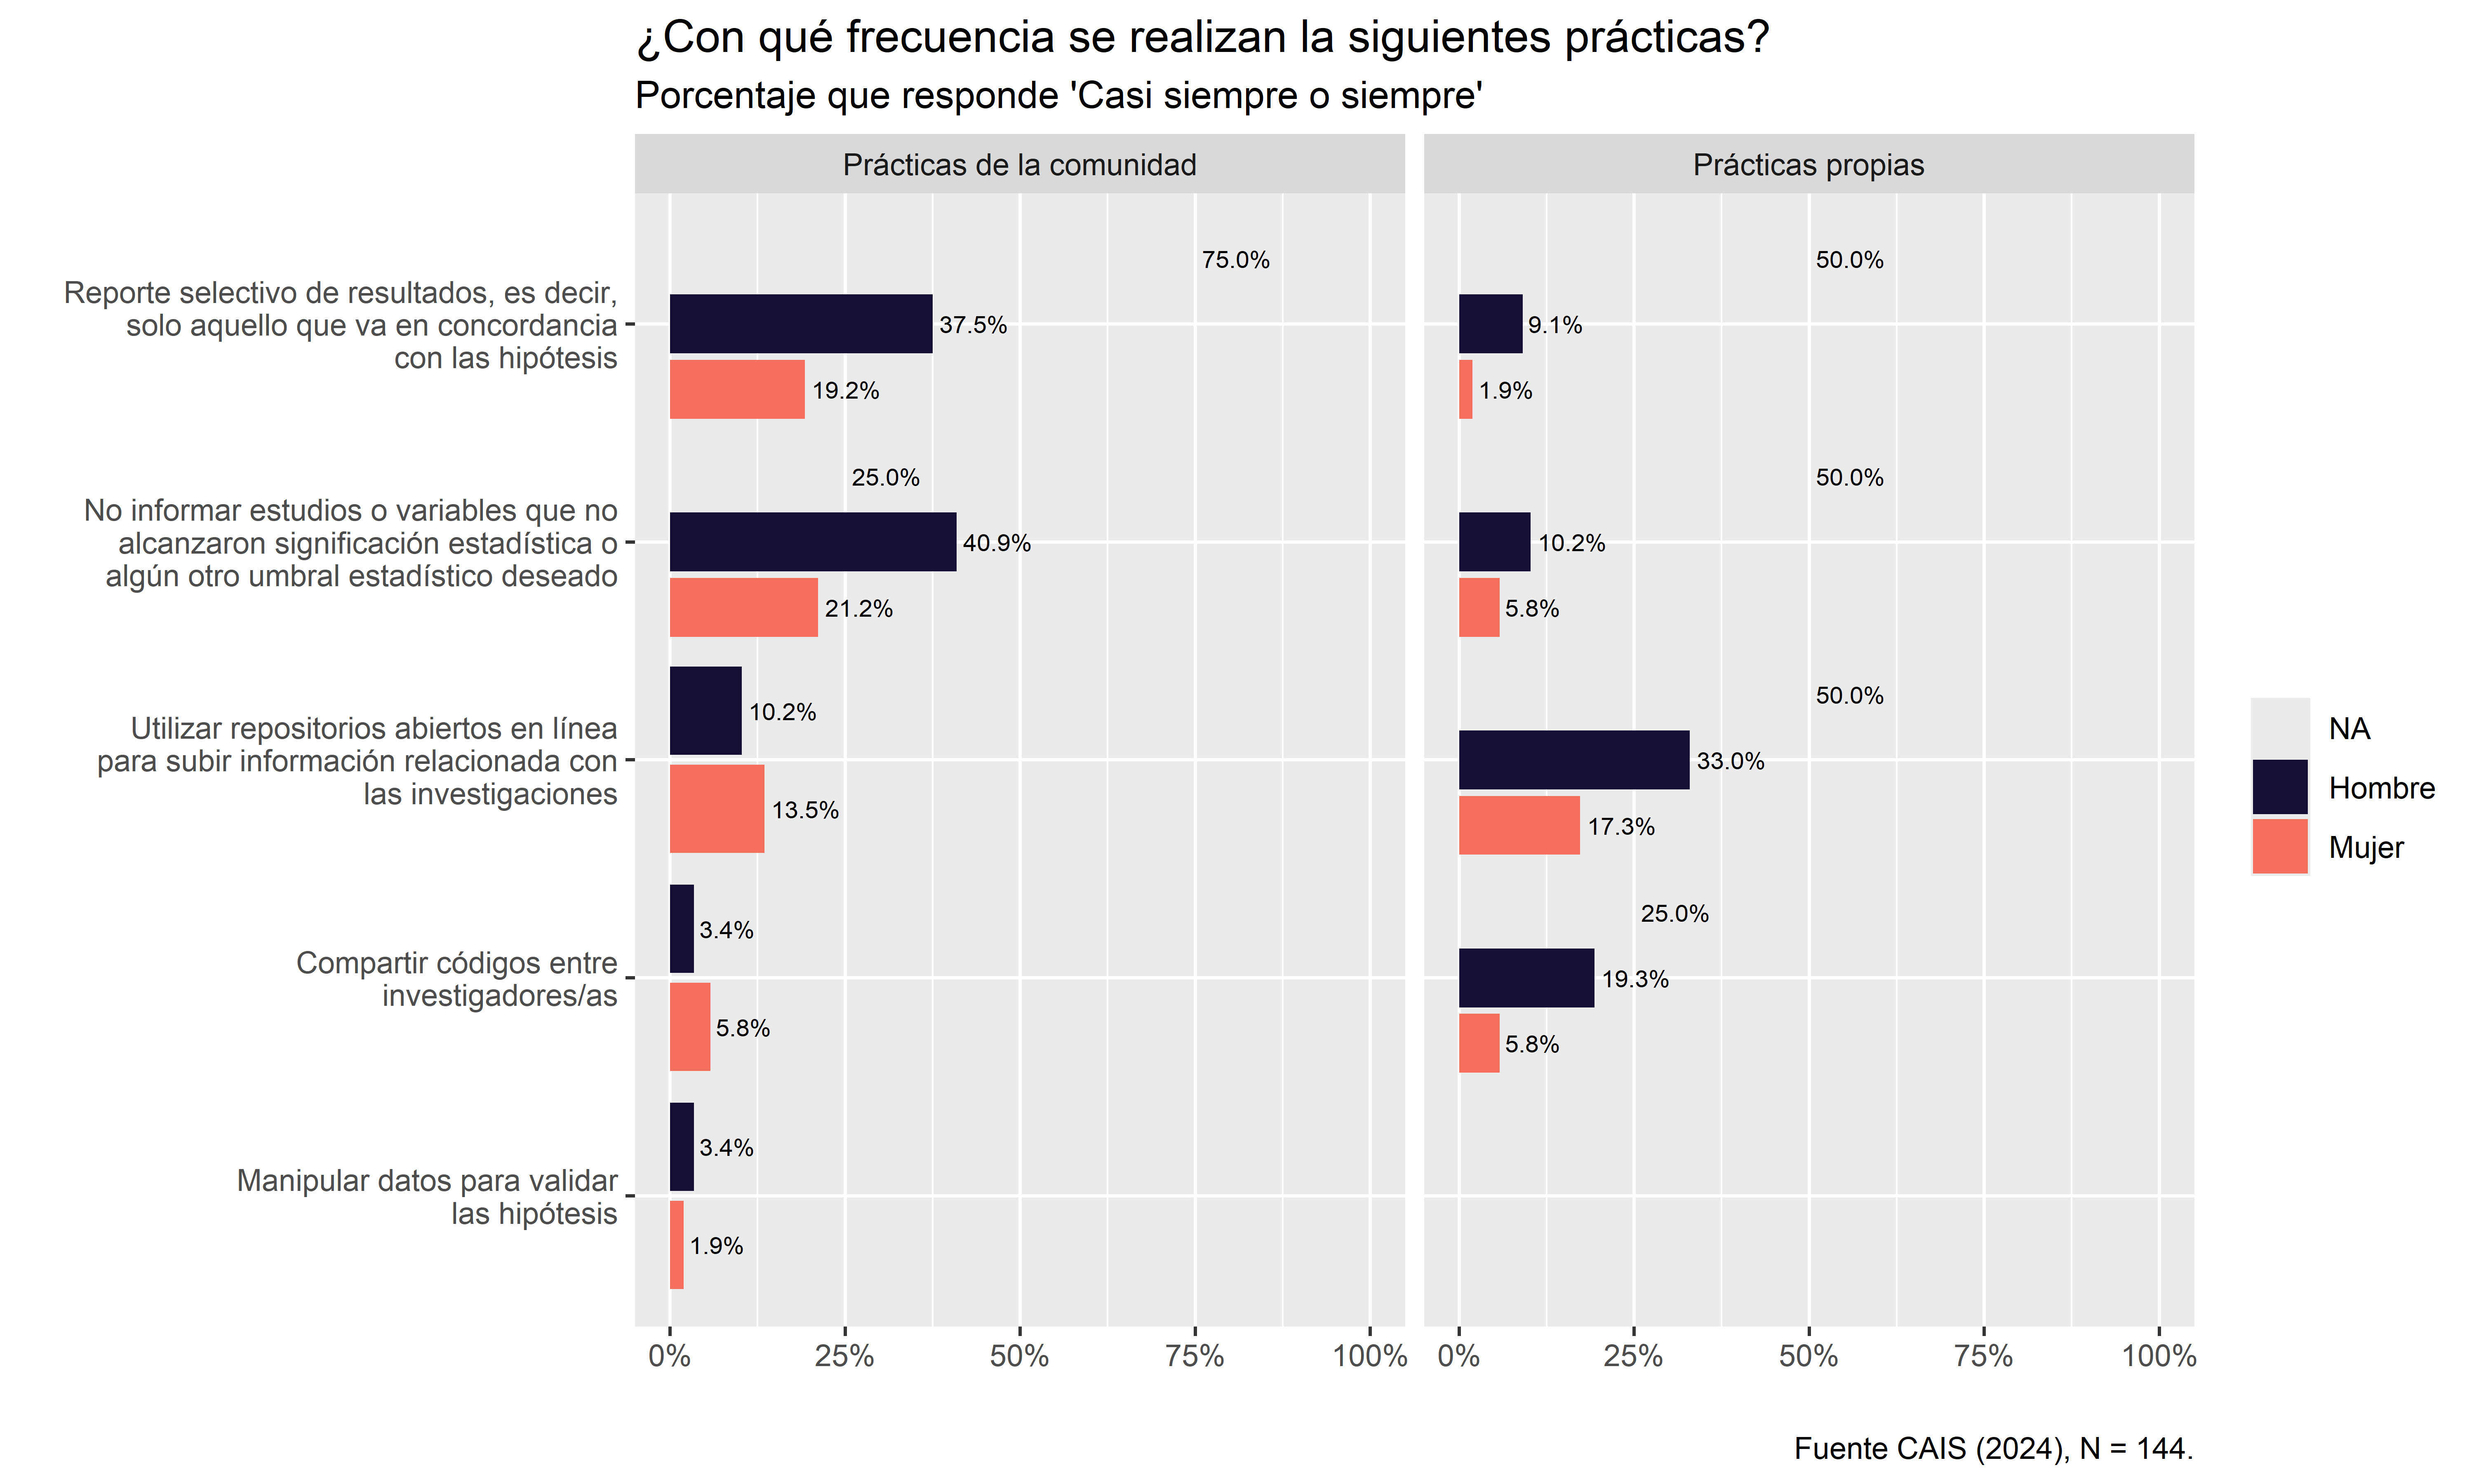 ¿Con qué frecuencia se realizan la siguientes prácticas?
Porcentaje que responde 'Casi siempre o siempre'
Prácticas de la comunidad
Prácticas propias
Reporte selectivo de resultados, es decir,
solo aquello que va en concordancia
con las hipótesis
75.0%
37.5%
19.2%
50.0%
9.1%
1.9%
No informar estudios o variables que no
alcanzaron significación estadística o
algún otro umbral estadístico deseado
25.0%
40.9%
21.2%
50.0%
10.2%
5.8%
Utilizar repositorios abiertos en línea
para subir información relacionada con
las investigaciones
10.2%
13.5%
50.0%
33.0%
17.3%
Compartir códigos entre
investigadores/as
3.4%
5.8%
25.0%
19.3%
5.8%
Manipular datos para validar
las hipótesis
3.4%
1.9%
0%
25%
50%
75%
100%
0%
25%
50%
75%
100%
NA
Hombre
Mujer
Fuente CAIS (2024), N = 144.